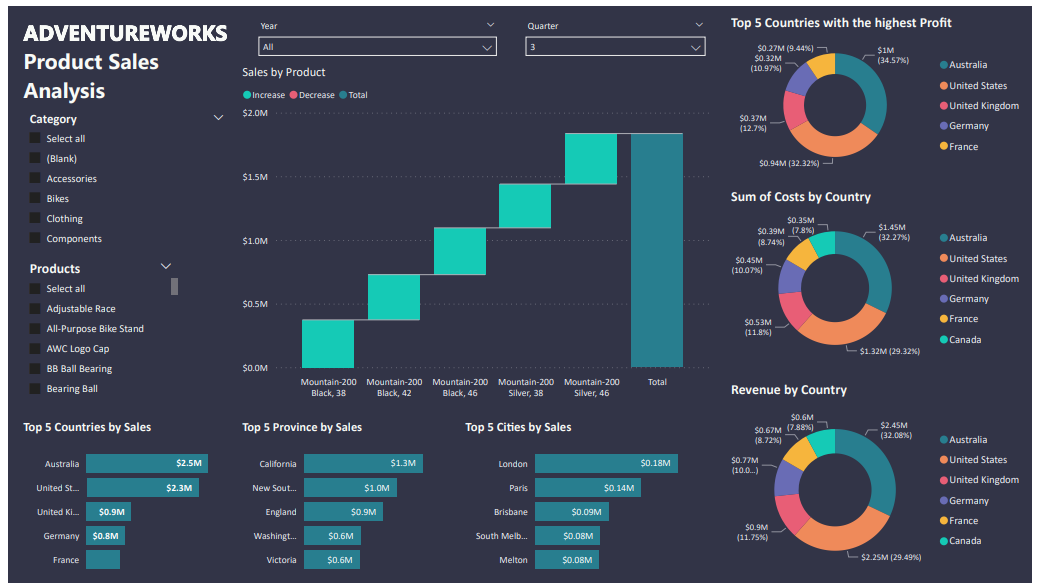 ADVENTUREWORKS
Product Sales
Analysis
Category
Select all
(Blank)
Accessories
Bikes
Clothing
Components
Products
Select all
Adjustable Race
All-Purpose Bike Stand
AWC Logo Cap
BB Ball Bearing
Bearing Ball
Year
All
Quarter
3
Sales by Product
Increase Decrease Total
$2.0M
$1.5M
$1.0M
$0.5M
$0.0M
Mountain-200 Mountain-200 Mountain-200 Mountain-200 Mountain-200 Total
Black, 38 Black, 42 Black, 46 Silver, 38 Silver, 46
Top 5 Countries by Sales
Australia $2.5M
United St... $2.3M
United Ki... $0.9M
Germany $0.8M
France
Top 5 Province by Sales
California $1.3M
New Sout... $1.0M
England $0.9M
Washingt... $0.6M
Victoria $0.6M
Top 5 Cities by Sales
London $0.18M
Paris $0.14M
Brisbane $0.09M
South Melb... $0.08M
Melton $0.08M
Top 5 Countries with the highest Profit
$1M
(34.57%)
$0.94M (32.32%)
$0.37M
(12.7%)
$0.32M
(10.97%)
$0.27M (9.44%)
Australia
United States
United Kingdom
Germany
France
Sum of Costs by Country
$1.45M
(32.27%)
$1.32M (29.32%)
$0.53M
(11.8%)
$0.45M
(10.07%)
$0.39M
(8.74%)
$0.35M
(7.8%)
Australia
United States
United Kingdom
Germany
France
Canada
Revenue by Country
$2.45M
(32.08%)
$2.25M (29.49%)
$0.9M
(11.75%)
$0.77M
(10.0...)
$0.67M
(8.72%)
$0.6M
(7.88%)
Australia
United States
United Kingdom
Germany
France
Canada